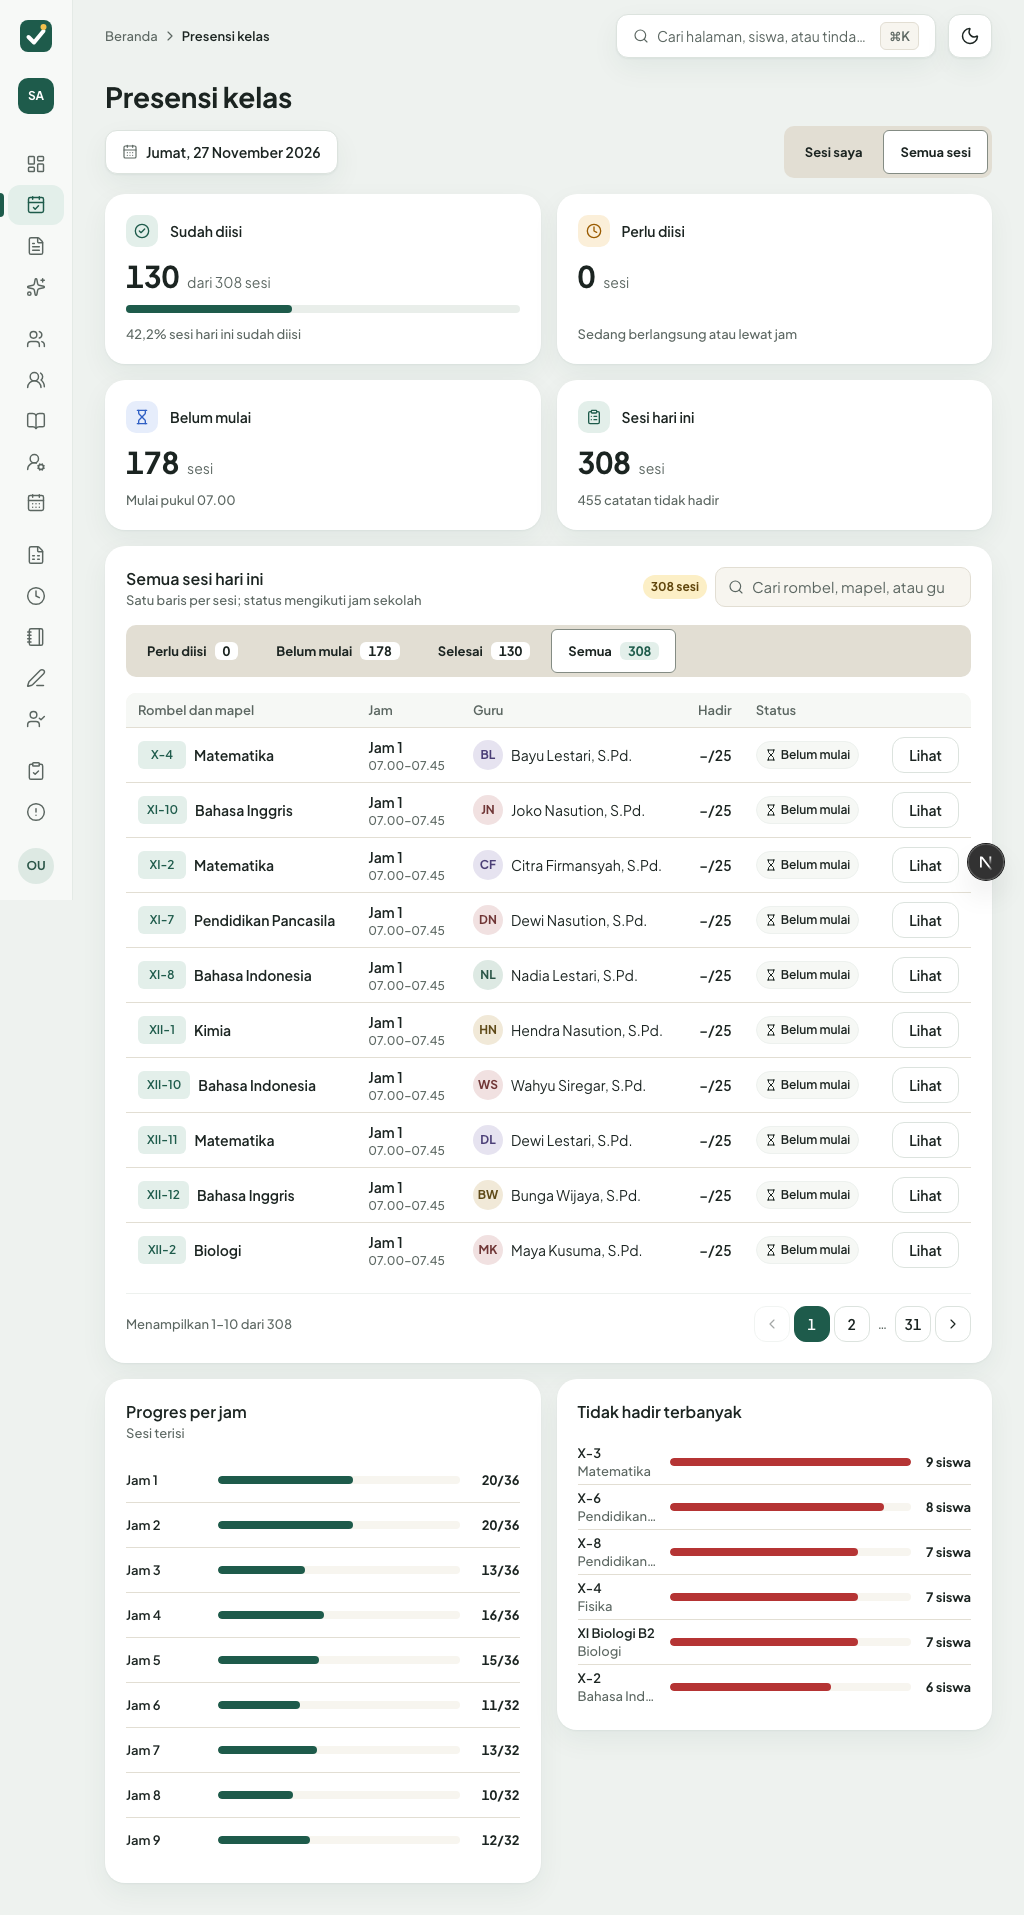 Beranda > Presensi kelas
Cari halaman, siswa, atau tinda... ⌘K
SA
Presensi kelas
Jumat, 27 November 2026
Sesi saya Semua sesi
Sudah diisi
130 dari 308 sesi
42,2% sesi hari ini sudah diisi
Perlu diisi
0 sesi
Sedang berlangsung atau lewat jam
Belum mulai
178 sesi
Mulai pukul 07.00
Sesi hari ini
308 sesi
455 catatan tidak hadir
Semua sesi hari ini
Satu baris per sesi; status mengikuti jam sekolah
308 sesi
Cari rombel, mapel, atau gu
Perlu diisi 0 Belum mulai 178 Selesai 130 Semua 308
Rombel dan mapel Jam Guru Hadir Status
X-4 Matematika Jam 1 BL Bayu Lestari, S.Pd. –/25 Belum mulai Lihat
07.00–07.45
XI-10 Bahasa Inggris Jam 1 JN Joko Nasution, S.Pd. –/25 Belum mulai Lihat
07.00–07.45
XI-2 Matematika Jam 1 CF Citra Firmansyah, S.Pd. –/25 Belum mulai Lihat
07.00–07.45
N
XI-7 Pendidikan Pancasila Jam 1 DN Dewi Nasution, S.Pd. –/25 Belum mulai Lihat
07.00–07.45
XI-8 Bahasa Indonesia Jam 1 NL Nadia Lestari, S.Pd. –/25 Belum mulai Lihat
07.00–07.45
XII-1 Kimia Jam 1 HN Hendra Nasution, S.Pd. –/25 Belum mulai Lihat
07.00–07.45
XII-10 Bahasa Indonesia Jam 1 WS Wahyu Siregar, S.Pd. –/25 Belum mulai Lihat
07.00–07.45
XII-11 Matematika Jam 1 DL Dewi Lestari, S.Pd. –/25 Belum mulai Lihat
07.00–07.45
XII-12 Bahasa Inggris Jam 1 BW Bunga Wijaya, S.Pd. –/25 Belum mulai Lihat
07.00–07.45
XII-2 Biologi Jam 1 MK Maya Kusuma, S.Pd. –/25 Belum mulai Lihat
07.00–07.45
OU
Menampilkan 1–10 dari 308
1 2 … 31
Progres per jam
Sesi terisi
Jam 1 20/36
Jam 2 20/36
Jam 3 13/36
Jam 4 16/36
Jam 5 15/36
Jam 6 11/32
Jam 7 13/32
Jam 8 10/32
Jam 9 12/32
Tidak hadir terbanyak
X-3
Matematika 9 siswa
X-6
Pendidikan... 8 siswa
X-8
Pendidikan... 7 siswa
X-4
Fisika 7 siswa
XI Biologi B2
Biologi 7 siswa
X-2
Bahasa Ind... 6 siswa